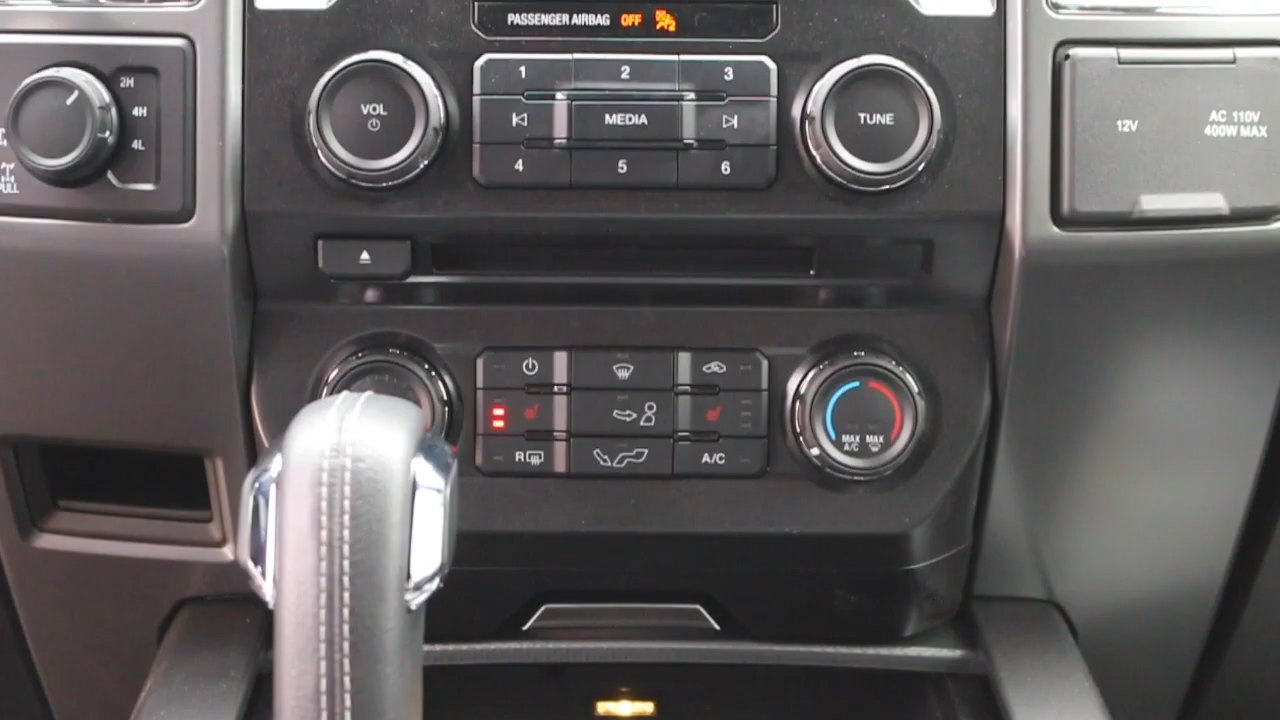 PASSENGER AIRBAG OFF
2H
4H
4L
PULL
VOL
1 2 3
MEDIA
4 5 6
TUNE
12V
AC 110V
400W MAX
R
A/C
MAX A/C
MAX